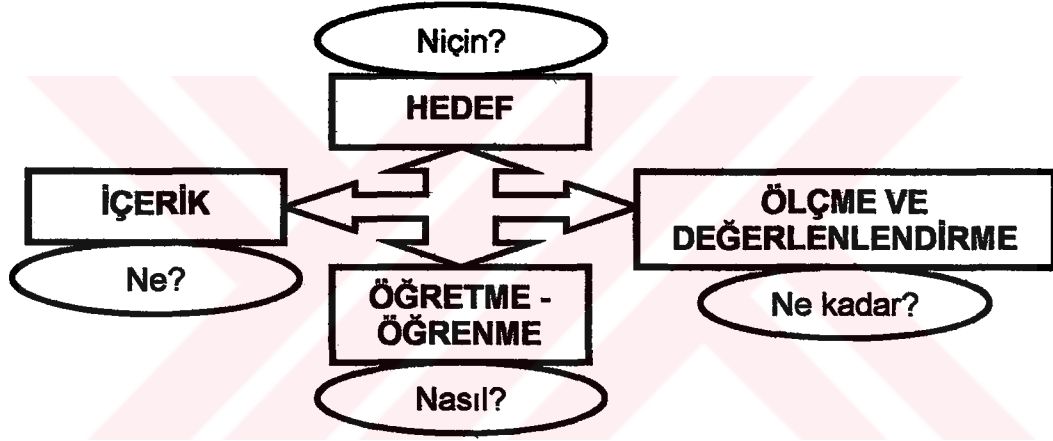 Niçin?
HEDEF
İÇERİK
Ne?
ÖLÇME VE
DEĞERLENLENDİRME
Ne kadar?
ÖĞRETME -
ÖĞRENME
Nasıl?